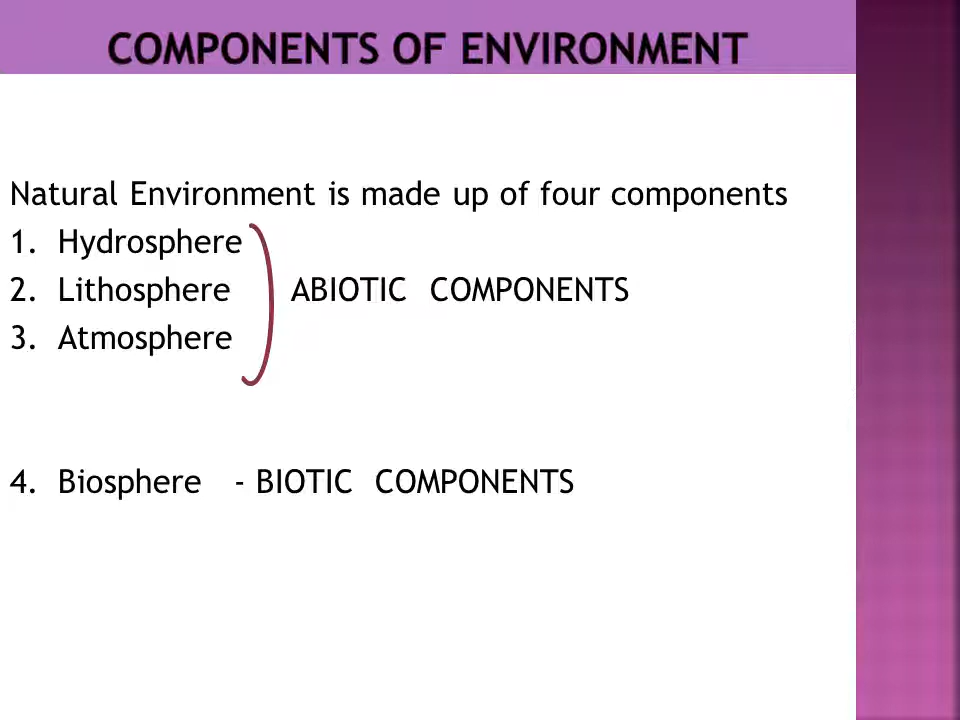 COMPONENTS OF ENVIRONMENT
Natural Environment is made up of four components
1. Hydrosphere
2. Lithosphere ABIOTIC COMPONENTS
3. Atmosphere
4. Biosphere - BIOTIC COMPONENTS